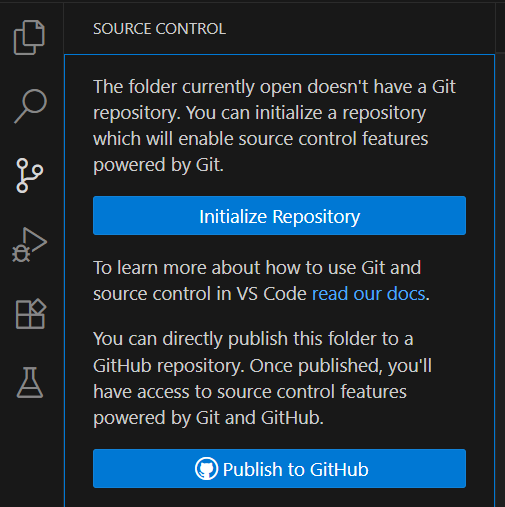 SOURCE CONTROL
The folder currently open doesn't have a Git
repository. You can initialize a repository
which will enable source control features
powered by Git.
Initialize Repository
To learn more about how to use Git and
source control in VS Code read our docs.
You can directly publish this folder to a
GitHub repository. Once published, you'll
have access to source control features
powered by Git and GitHub.
Publish to GitHub